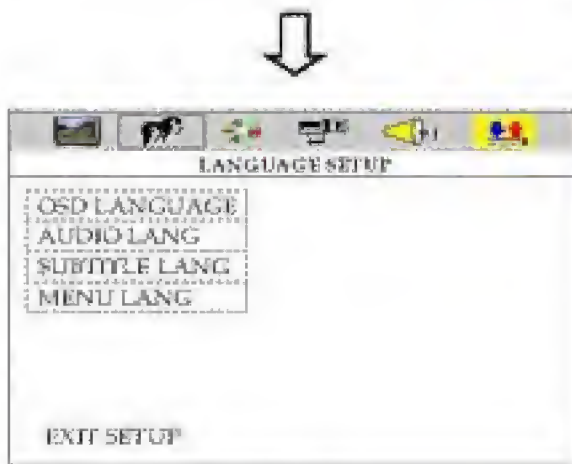 LANGUAGE SETUP
OSD LANGUAGE
AUDIO LANG
SUBTITLE LANG
MENU LANG
EXIT SETUP